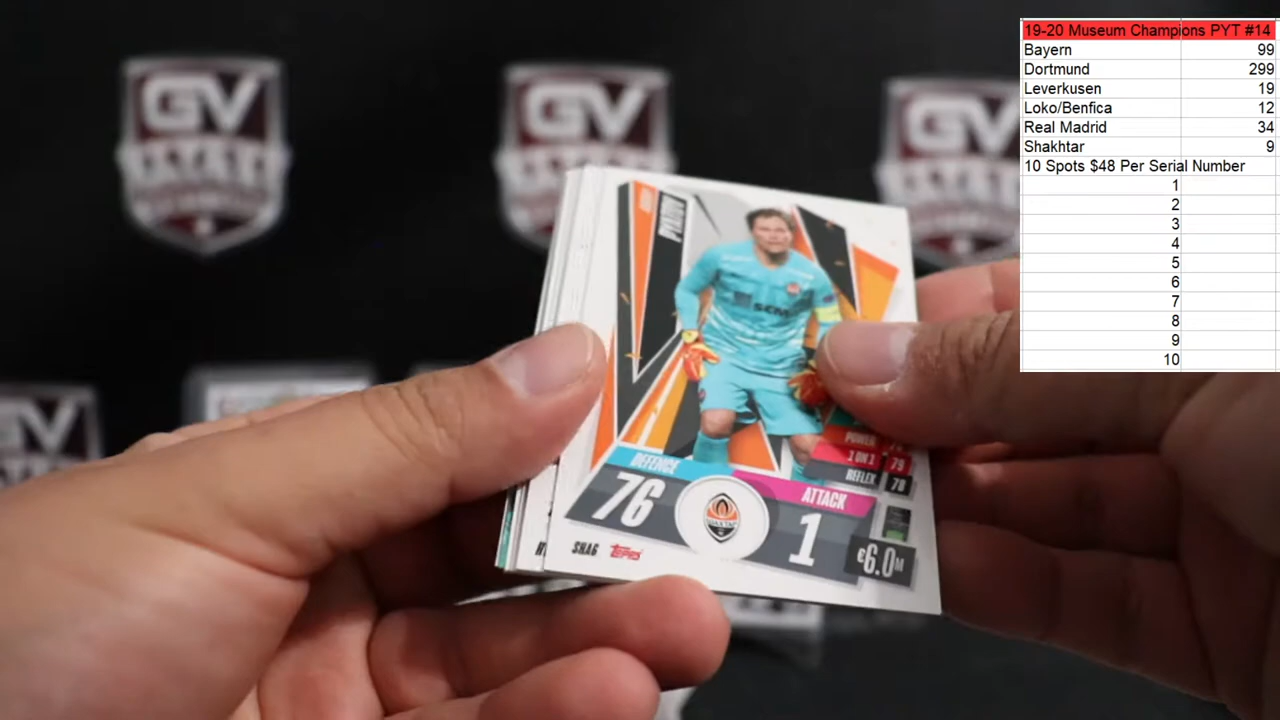 19-20 Museum Champions PYT #14
Bayern 99
Dortmund 299
Leverkusen 19
Loko/Benfica 12
Real Madrid 34
Shakhtar 9
10 Spots $48 Per Serial Number
1
2
3
4
5
6
7
8
9
10
GV
GV
GV
GV
PYATOV
SCM
POWER
1 ON 1 79
REFLEX 78
DEFENCE
76
ATTACK
1
€6.0M
SHA6 Topps